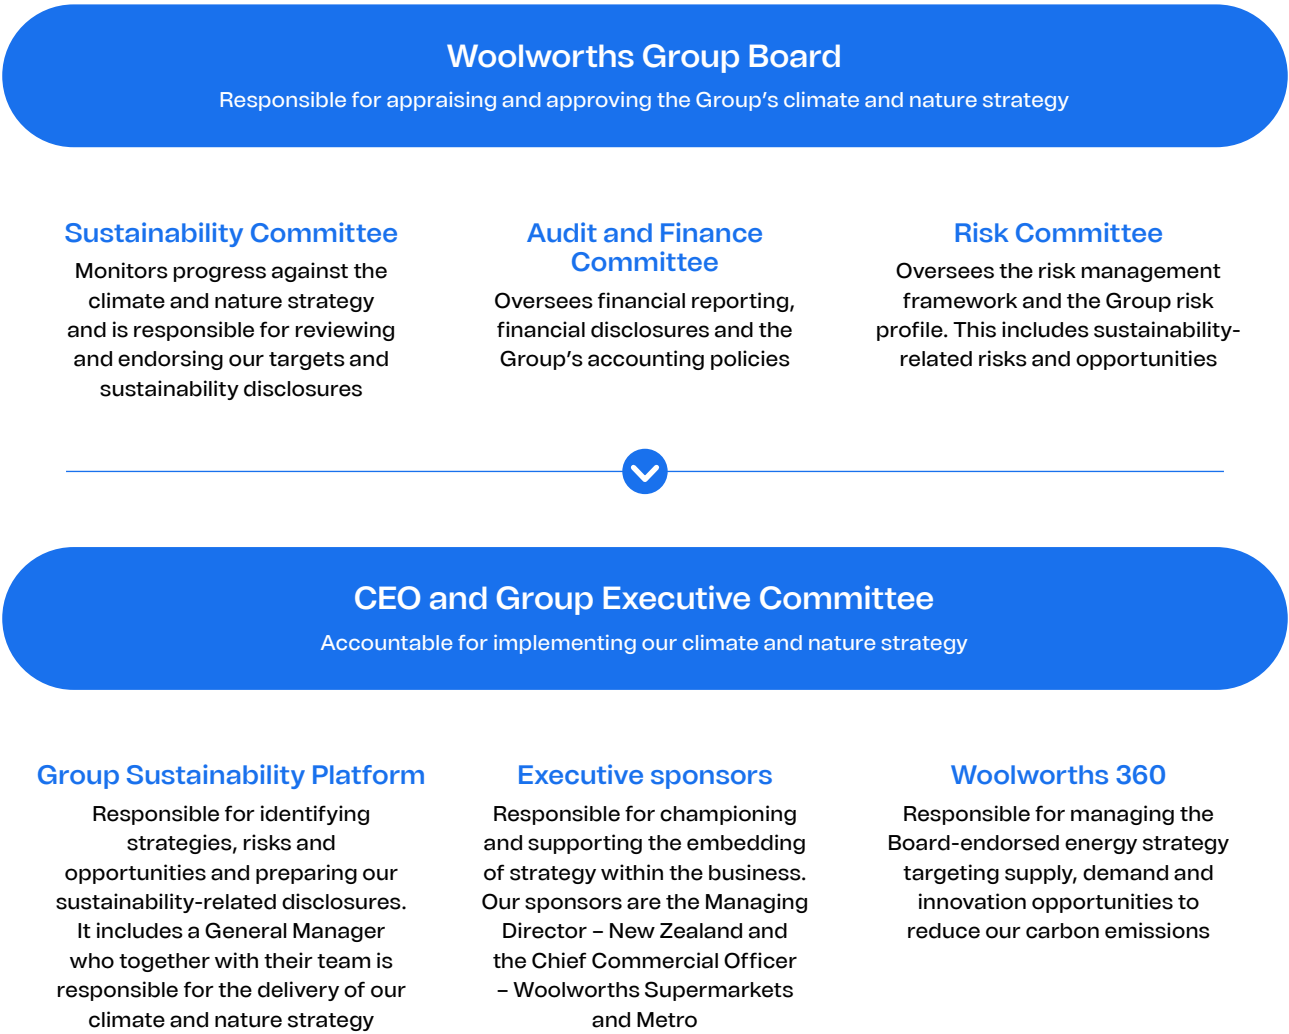 Woolworths Group Board
Responsible for appraising and approving the Group’s climate and nature strategy
Sustainability Committee
Monitors progress against the
climate and nature strategy
and is responsible for reviewing
and endorsing our targets and
sustainability disclosures
Audit and Finance
Committee
Oversees financial reporting,
financial disclosures and the
Group’s accounting policies
Risk Committee
Oversees the risk management
framework and the Group risk
profile. This includes sustainability-
related risks and opportunities
CEO and Group Executive Committee
Accountable for implementing our climate and nature strategy
Group Sustainability Platform
Responsible for identifying
strategies, risks and
opportunities and preparing our
sustainability-related disclosures.
It includes a General Manager
who together with their team is
responsible for the delivery of our
climate and nature strategy
Executive sponsors
Responsible for championing
and supporting the embedding
of strategy within the business.
Our sponsors are the Managing
Director – New Zealand and
the Chief Commercial Officer
– Woolworths Supermarkets
and Metro
Woolworths 360
Responsible for managing the
Board-endorsed energy strategy
targeting supply, demand and
innovation opportunities to
reduce our carbon emissions